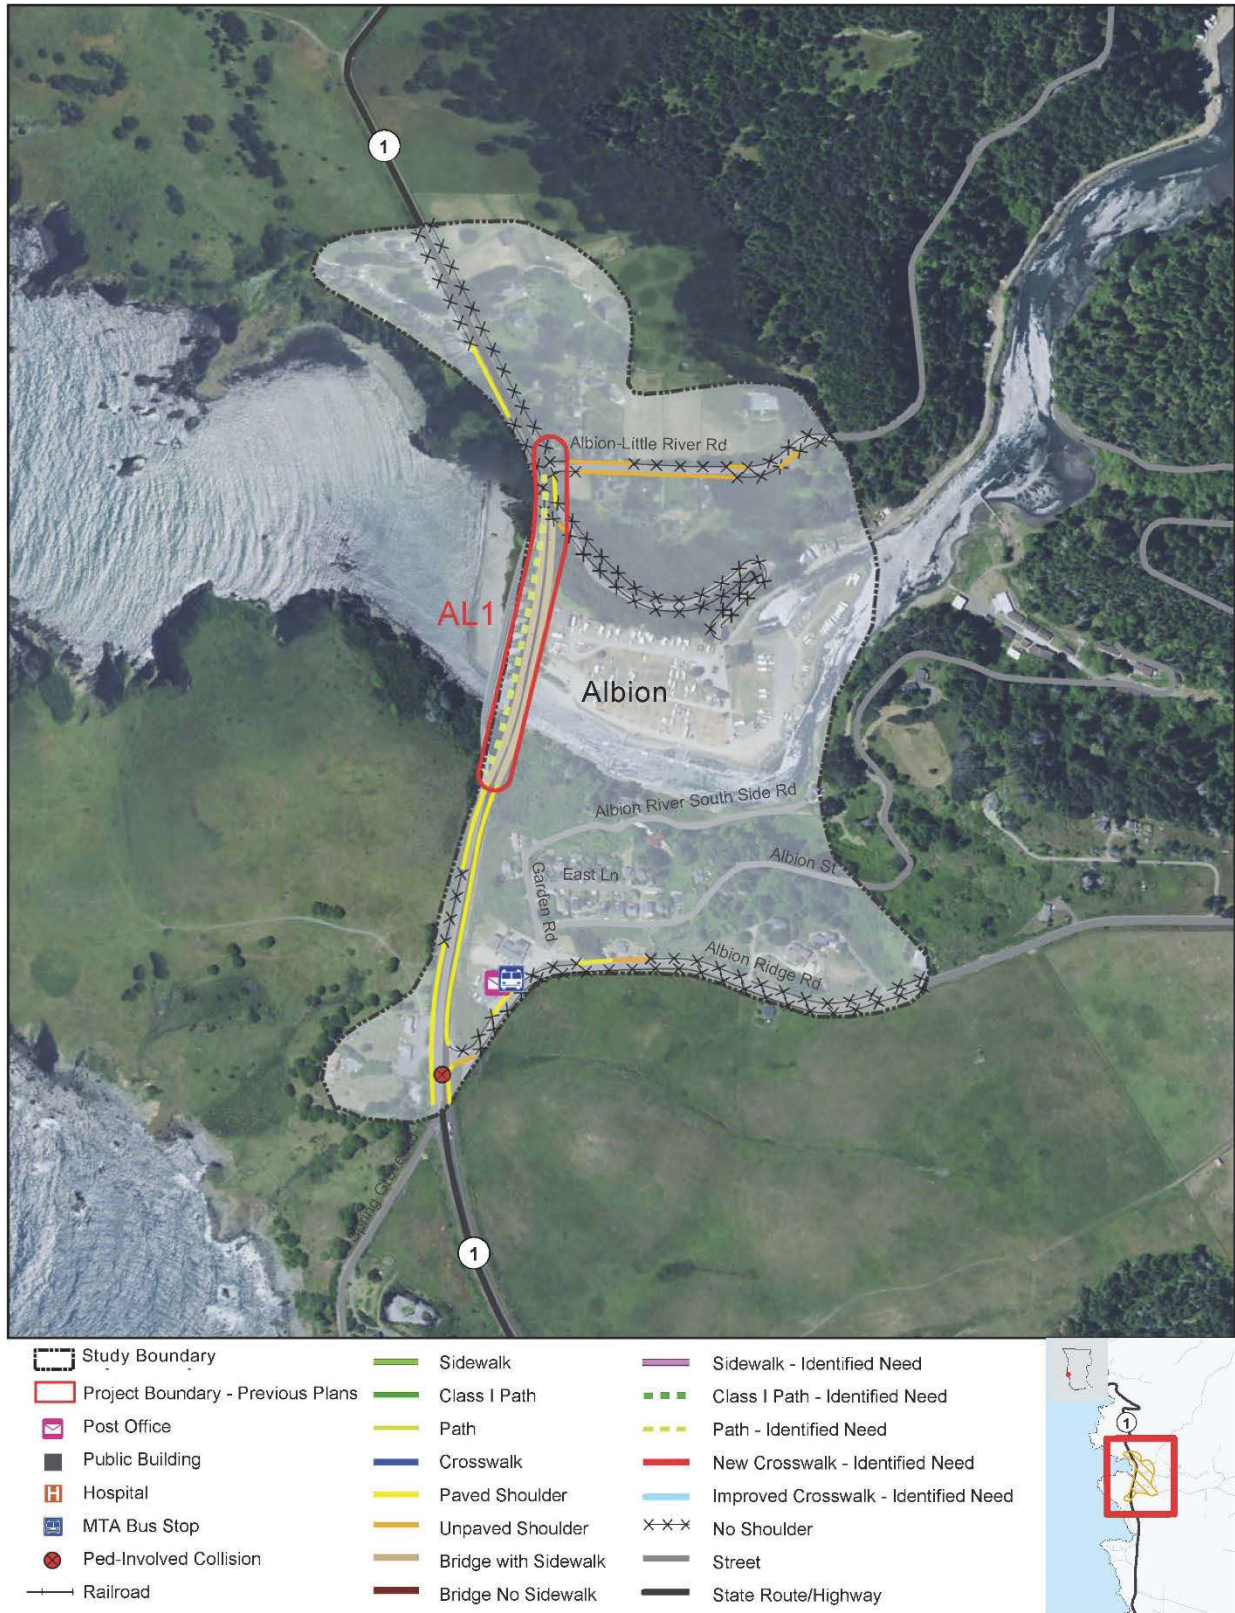 1
Albion-Little River Rd
AL1
Albion
Albion River South Side Rd
Albion St
East Ln
Garden Rd
Albion Ridge Rd
1
Study Boundary
Project Boundary - Previous Plans
Post Office
Public Building
H Hospital
MTA Bus Stop
Ped-Involved Collision
Railroad
Sidewalk
Class I Path
Path
Crosswalk
Paved Shoulder
Unpaved Shoulder
Bridge with Sidewalk
Bridge No Sidewalk
Sidewalk - Identified Need
Class I Path - Identified Need
Path - Identified Need
New Crosswalk - Identified Need
Improved Crosswalk - Identified Need
No Shoulder
Street
State Route/Highway
1